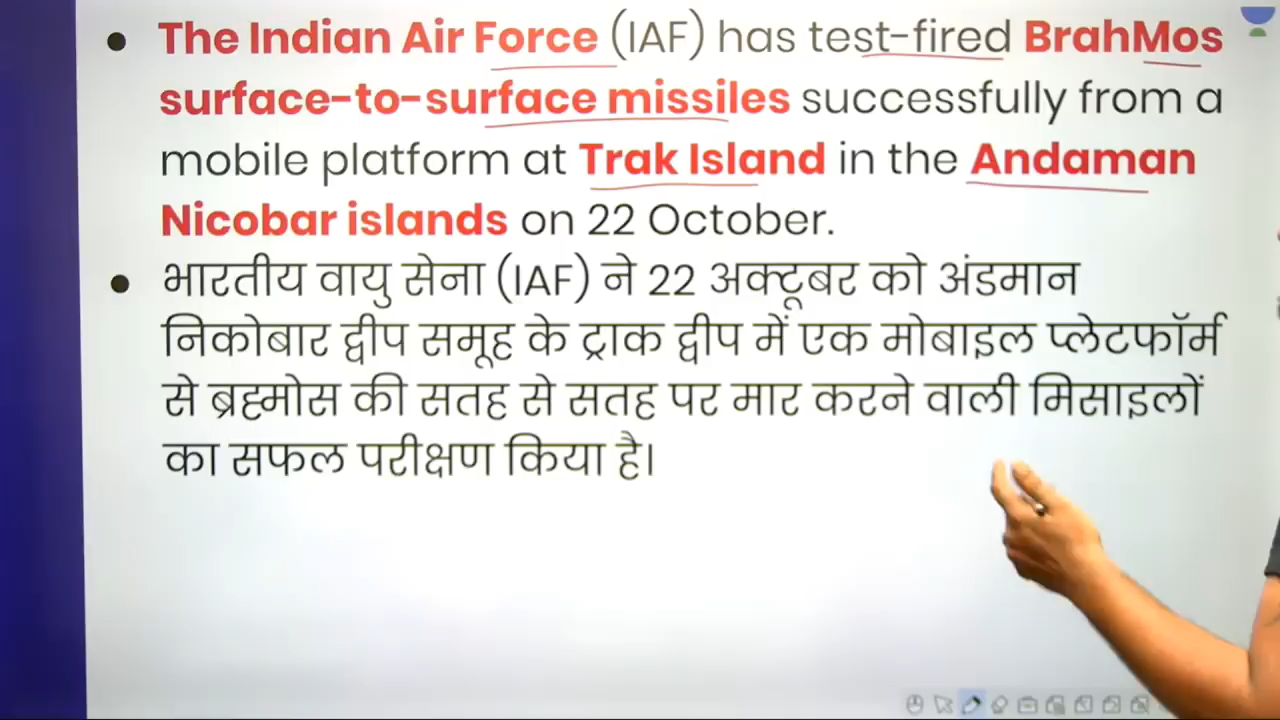 The Indian Air Force (IAF) has test-fired BrahMos
surface-to-surface missiles successfully from a
mobile platform at Trak Island in the Andaman
Nicobar islands on 22 October.
भारतीय वायु सेना (IAF) ने 22 अक्टूबर को अंडमान
निकोबार द्वीप समूह के ट्राक द्वीप में एक मोबाइल प्लेटफॉर्म
से ब्रह्मोस की सतह से सतह पर मार करने वाली मिसाइलों
का सफल परीक्षण किया है।